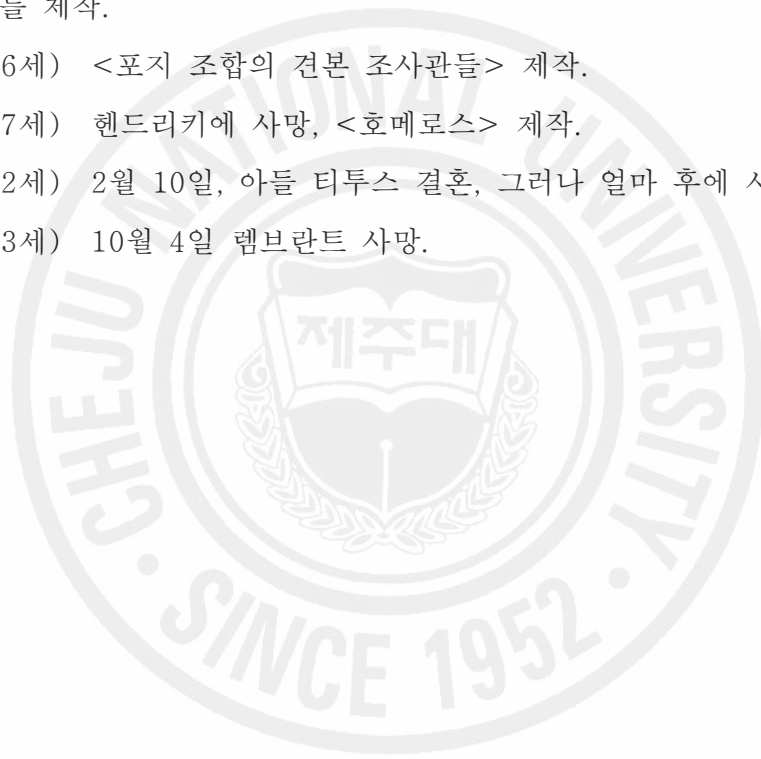 들 제작.
6세) <포지 조합의 견본 조사관들> 제작.
7세) 헨드리키에 사망, <호메로스> 제작.
2세) 2월 10일, 아들 티투스 결혼, 그러나 얼마 후에 사
3세) 10월 4일 렘브란트 사망.
CHEJU NATIONAL UNIVERSITY
제주대
· SINCE 1952 ·